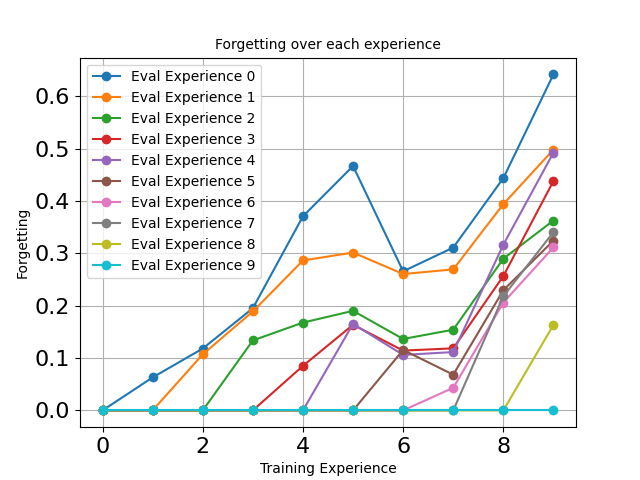 Forgetting over each experience
Eval Experience 0
Eval Experience 1
Eval Experience 2
Eval Experience 3
Eval Experience 4
Eval Experience 5
Eval Experience 6
Eval Experience 7
Eval Experience 8
Eval Experience 9
Forgetting
0.6
0.5
0.4
0.3
0.2
0.1
0.0
0 2 4 6 8
Training Experience